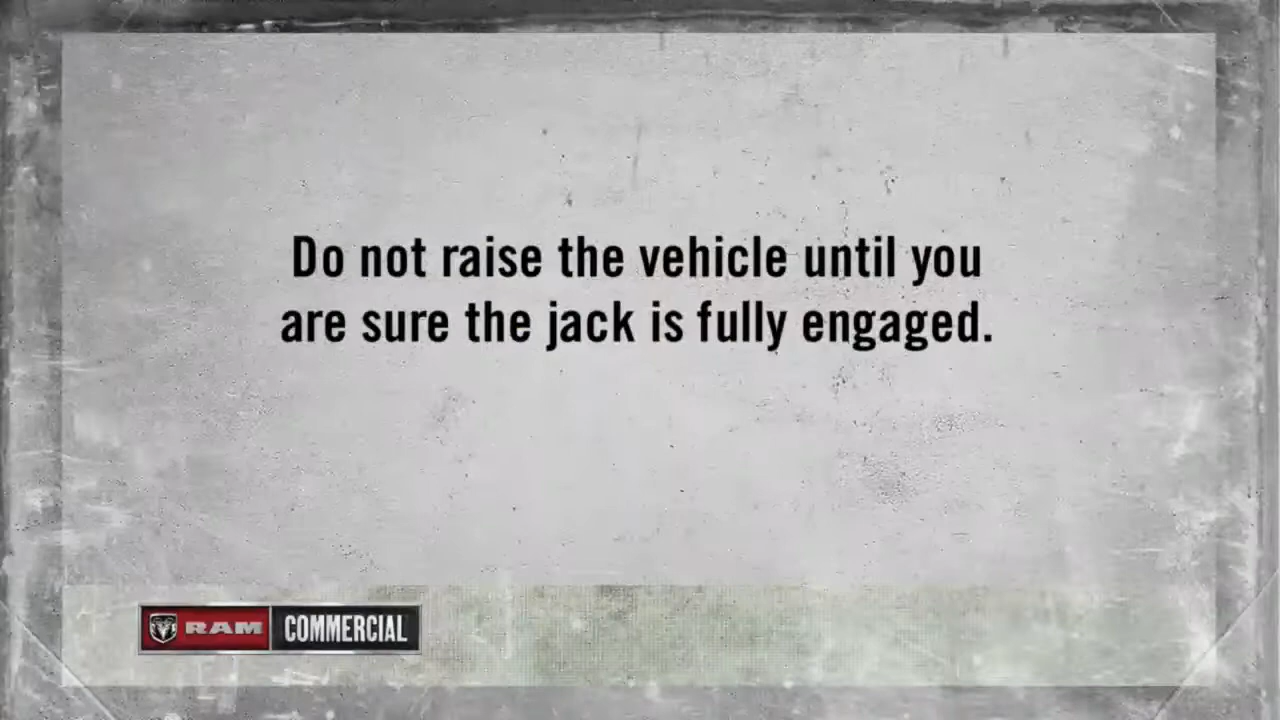 Do not raise the vehicle until you
are sure the jack is fully engaged.
RAM COMMERCIAL